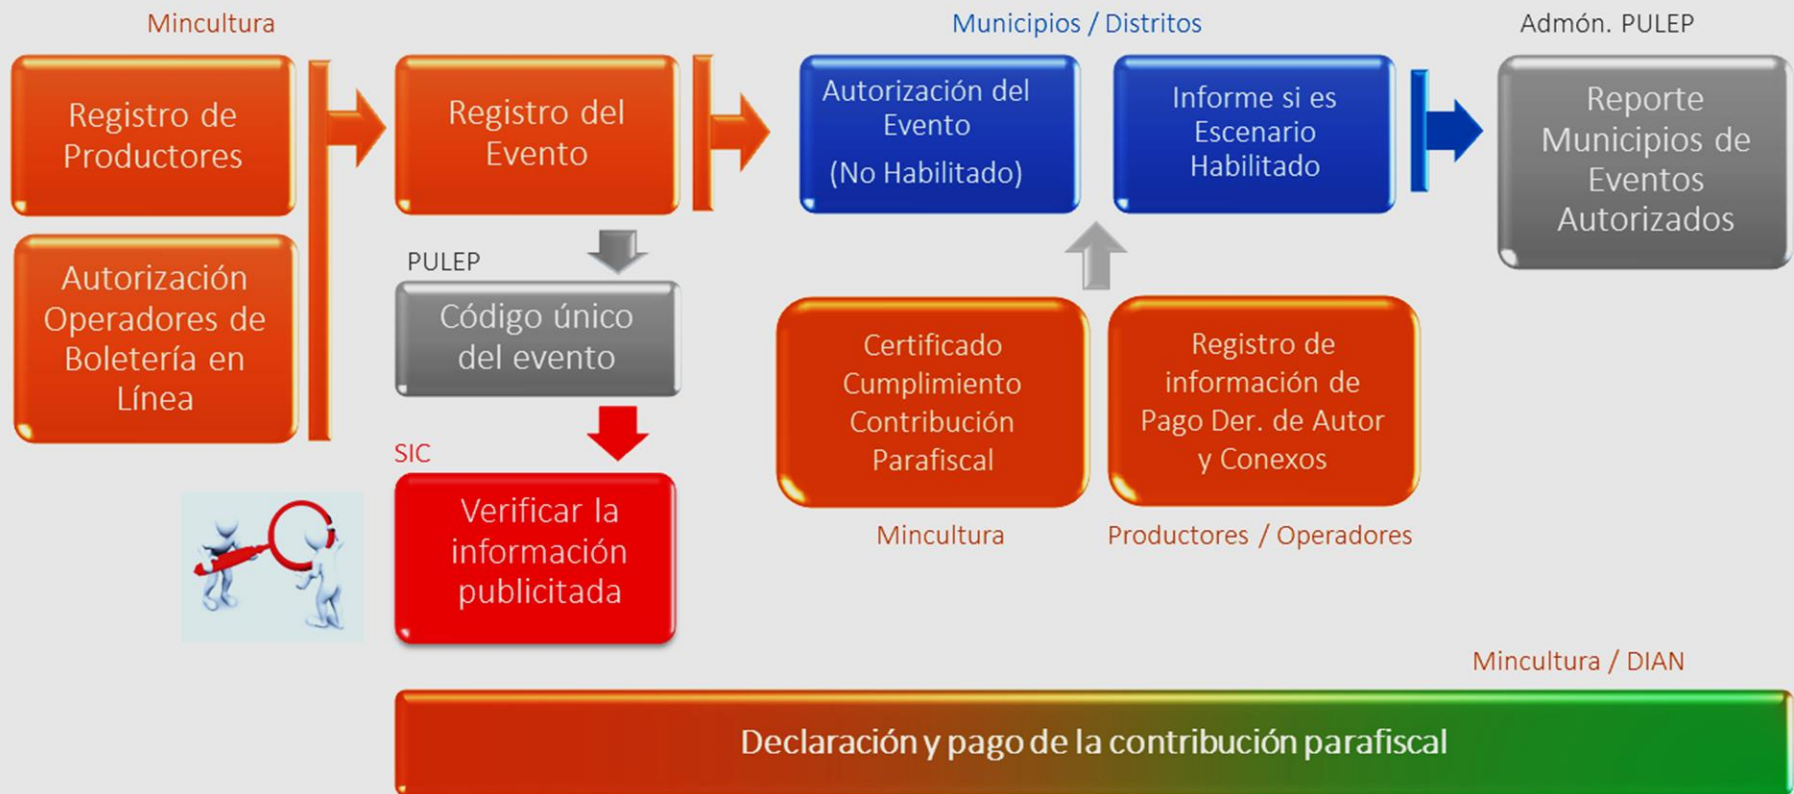 Mincultura
Municipios / Distritos
Admón. PULEP
Registro de
Productores
Registro del
Evento
Autorización del
Evento
(No Habilitado)
Informe si es
Escenario
Habilitado
Reporte
Municipios de
Eventos
Autorizados
Autorización
Operadores de
Boletería en
Línea
PULEP
Código único
del evento
Certificado
Cumplimiento
Contribución
Parafiscal
Registro de
información de
Pago Der. de Autor
y Conexos
SIC
Verificar la
información
publicitada
Mincultura
Productores / Operadores
Mincultura / DIAN
Declaración y pago de la contribución parafiscal